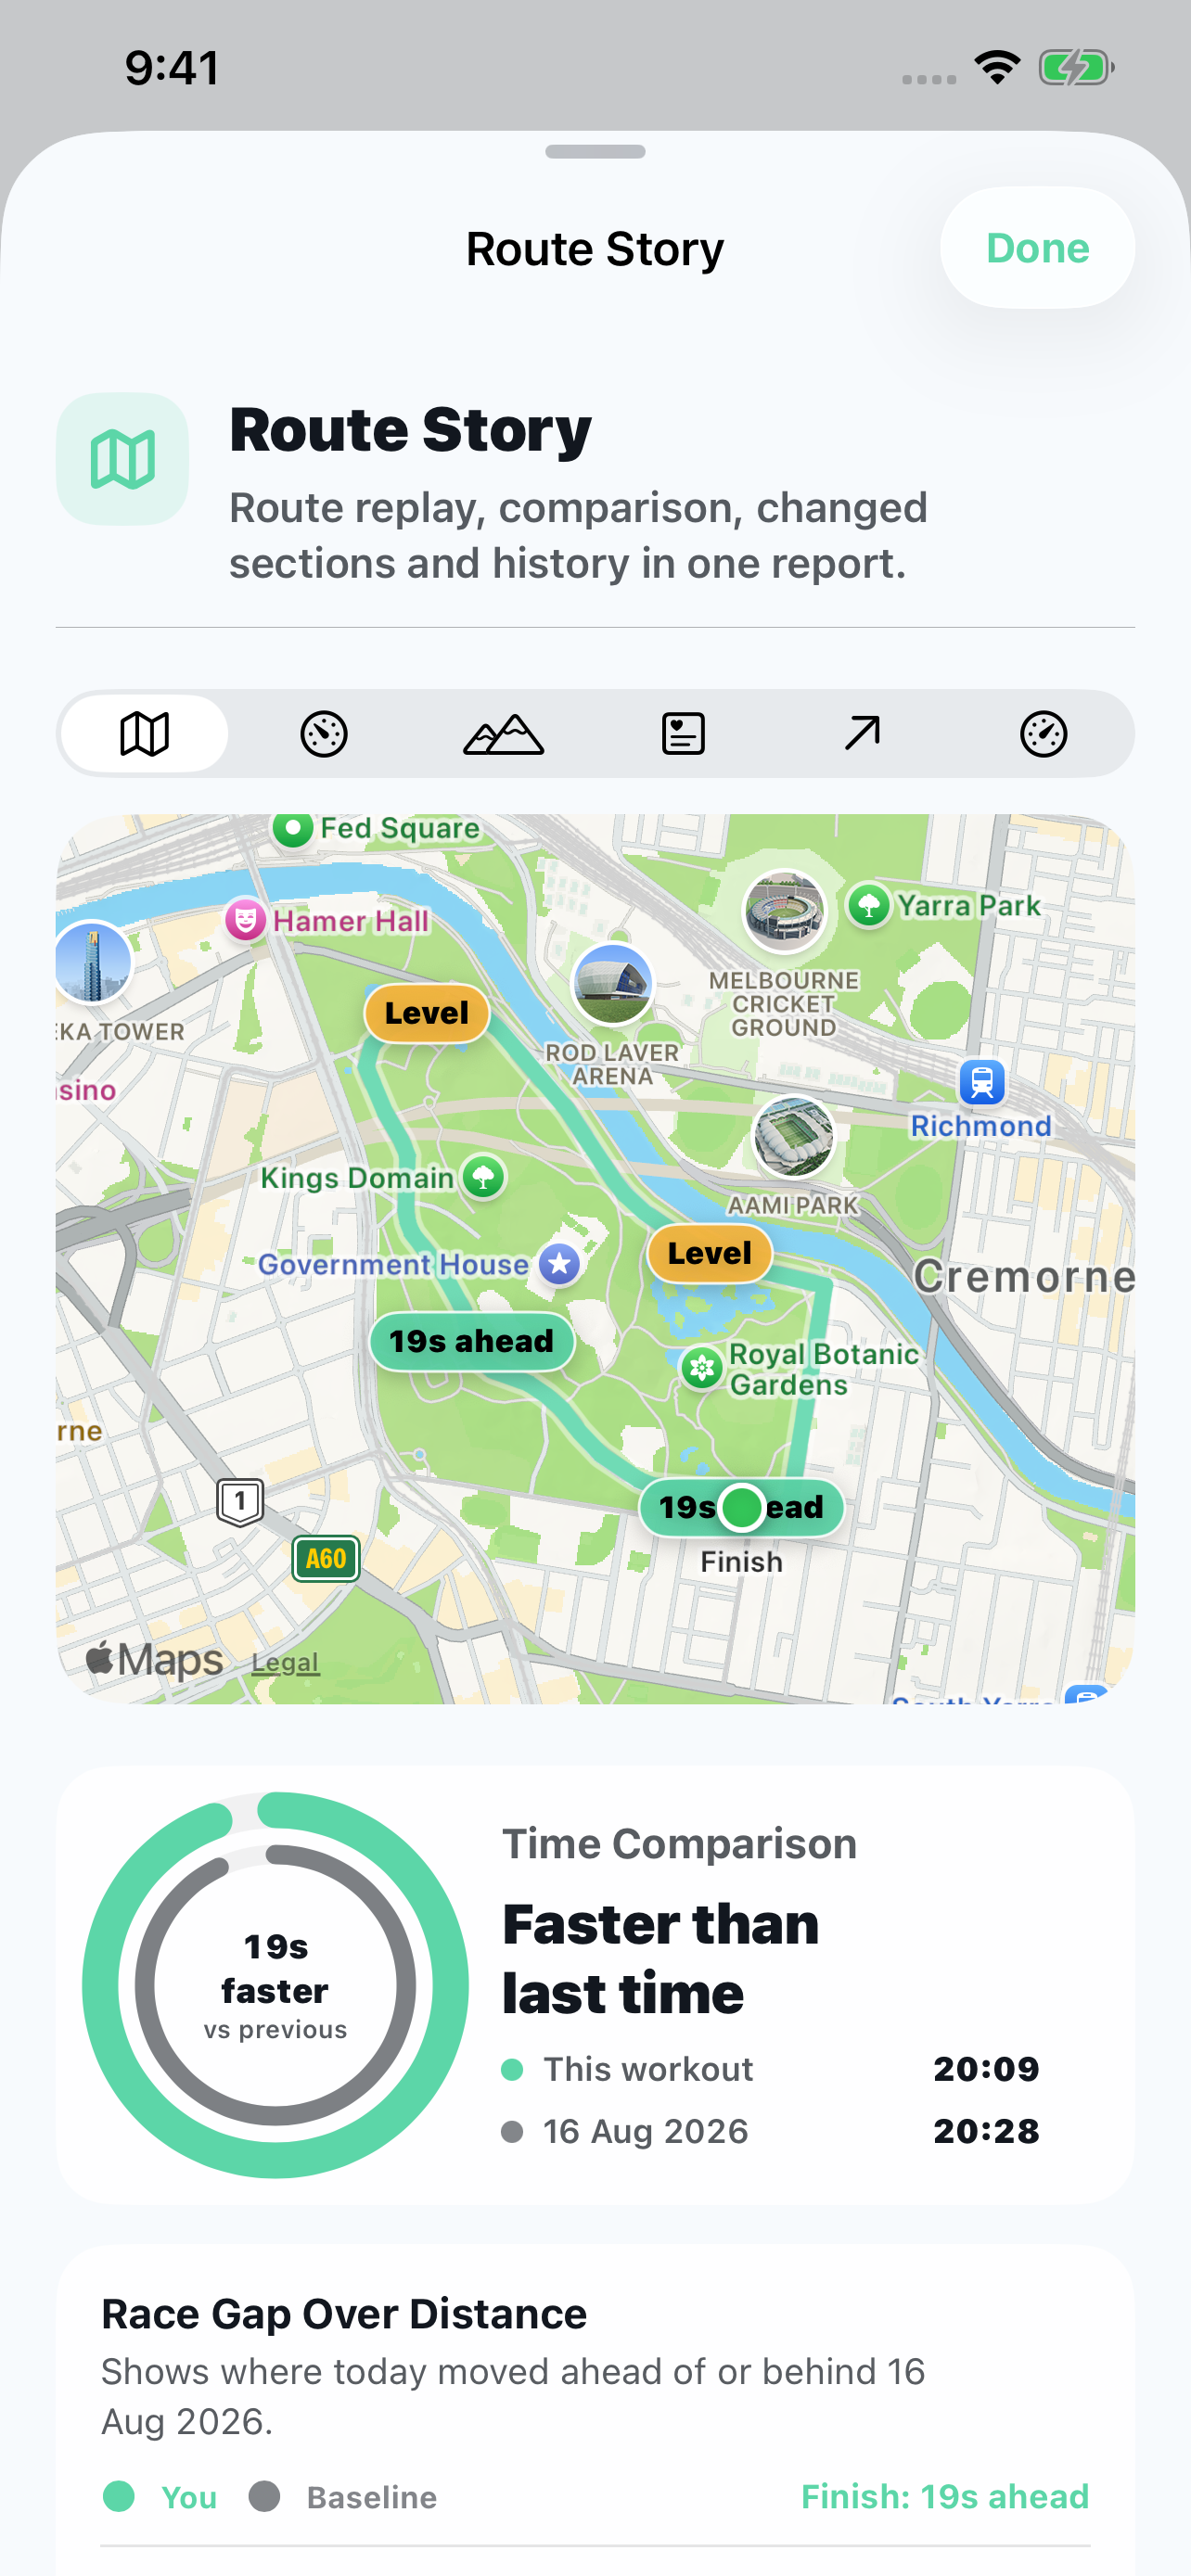 9:41
Route Story
Done
Route Story
Route replay, comparison, changed
sections and history in one report.
Fed Square
Hamer Hall
Yarra Park
MELBOURNE
CRICKET
GROUND
Level
EKA TOWER
ROD LAVER
ARENA
sino
Richmond
Kings Domain
AAMI PARK
Level
Government House
Cremorne
19s ahead
Royal Botanic
Gardens
rne
1
19s ead
Finish
A60
Maps
Legal
19s
faster
vs previous
Time Comparison
Faster than
last time
This workout 20:09
16 Aug 2026 20:28
Race Gap Over Distance
Shows where today moved ahead of or behind 16
Aug 2026.
You Baseline Finish: 19s ahead